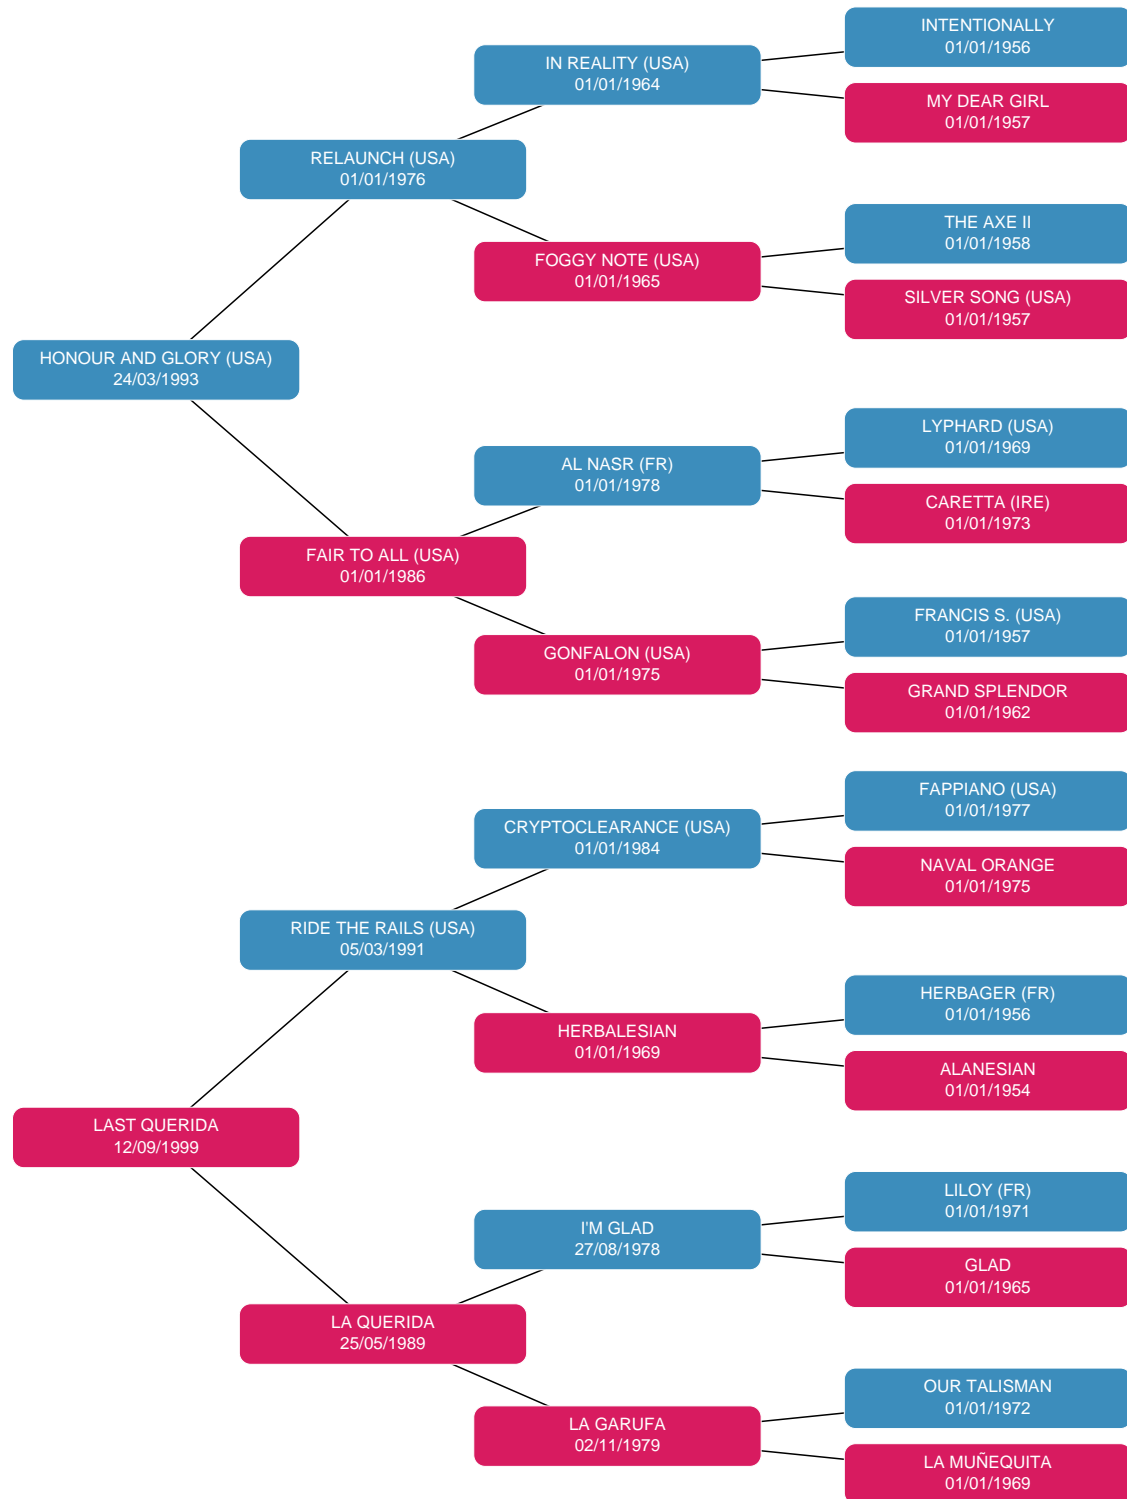 INTENTIONALLY
01/01/1956
IN REALITY (USA)
01/01/1964
MY DEAR GIRL
01/01/1957
RELAUNCH (USA)
01/01/1976
THE AXE II
01/01/1958
FOGGY NOTE (USA)
01/01/1965
SILVER SONG (USA)
01/01/1957
HONOUR AND GLORY (USA)
24/03/1993
LYPHARD (USA)
01/01/1969
AL NASR (FR)
01/01/1978
CARETTA (IRE)
01/01/1973
FAIR TO ALL (USA)
01/01/1986
FRANCIS S. (USA)
01/01/1957
GONFALON (USA)
01/01/1975
GRAND SPLENDOR
01/01/1962
FAPPIANO (USA)
01/01/1977
CRYPTOCLEARANCE (USA)
01/01/1984
NAVAL ORANGE
01/01/1975
RIDE THE RAILS (USA)
05/03/1991
HERBAGER (FR)
01/01/1956
HERBALESIAN
01/01/1969
ALANESIAN
01/01/1954
LAST QUERIDA
12/09/1999
LILOY (FR)
01/01/1971
I'M GLAD
27/08/1978
GLAD
01/01/1965
LA QUERIDA
25/05/1989
OUR TALISMAN
01/01/1972
LA GARUFA
02/11/1979
LA MUÑEQUITA
01/01/1969